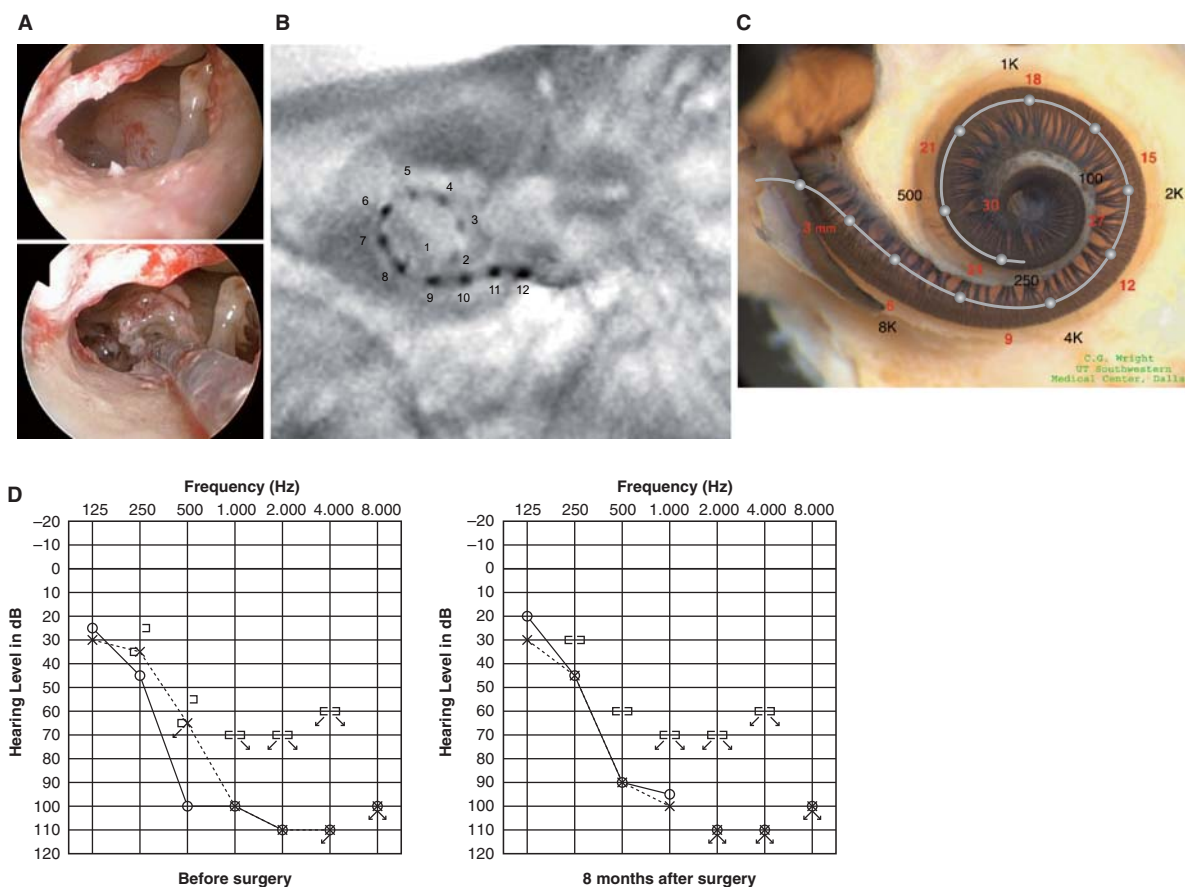 A
B
5
4
6
3
7
1
2
8
9
10
11
12
C
1K
18
21
15
100
500
2K
30
27
3 mm
24
250
12
6
8K
4K
9
C.G. Wright
UT Southwestern
Medical Center, Dallas
D
Frequency (Hz)
125 250 500 1.000 2.000 4.000 8.000
Hearing Level in dB
–20
–10
0
10
20
30
40
50
60
70
80
90
100
110
120
Before surgery
Frequency (Hz)
125 250 500 1.000 2.000 4.000 8.000
Hearing Level in dB
–20
–10
0
10
20
30
40
50
60
70
80
90
100
110
120
8 months after surgery